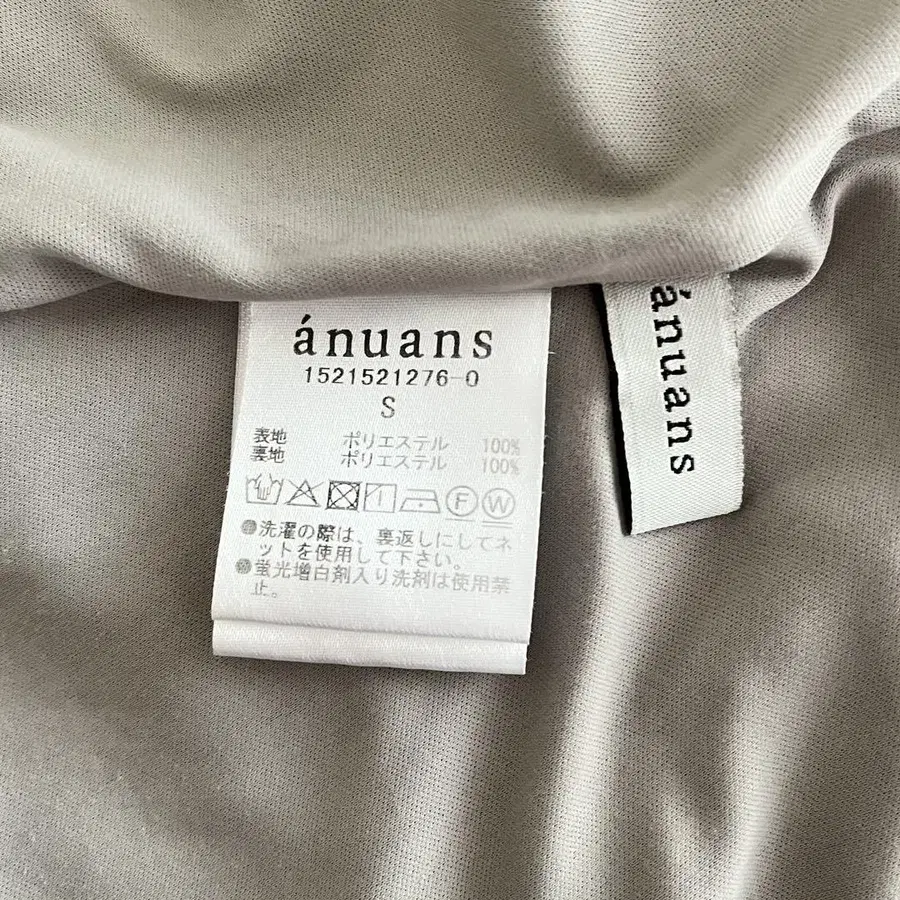 ánuans
1521521276-0
S
表地 ポリエステル 100%
裏地 ポリエステル 100%
F W
●洗濯の際は、裏返しにしてネ
ットを使用して下さい。
●蛍光増白剤入り洗剤は使用禁
止。
ánuans